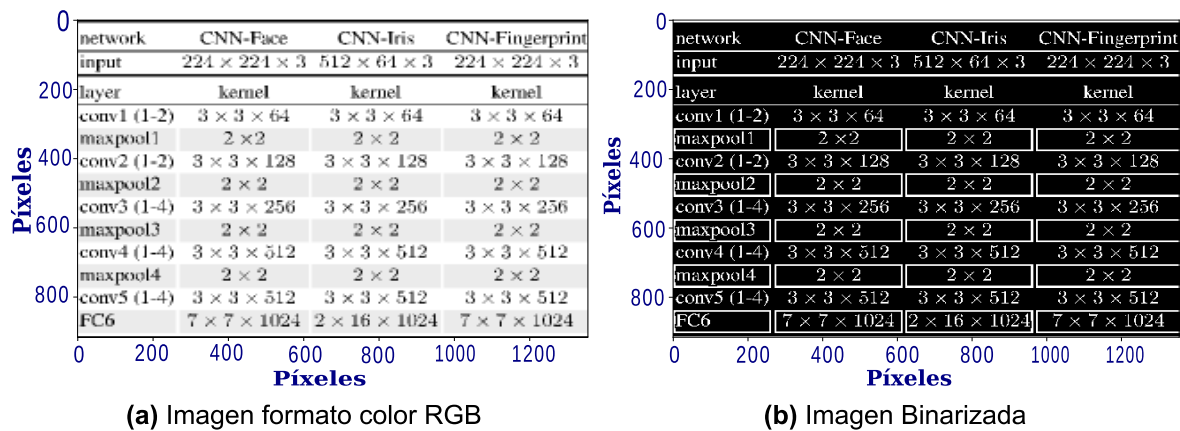 0
network CNN-Face CNN-Iris CNN-Fingerprint
input 224 × 224 × 3 512 × 64 × 3 224 × 224 × 3
200
layer kernel kernel kernel
conv1 (1-2) 3 × 3 × 64 3 × 3 × 64 3 × 3 × 64
maxpool1 2 ×2 2 × 2 2 × 2
400
conv2 (1-2) 3 × 3 × 128 3 × 3 × 128 3 × 3 × 128
maxpool2 2 × 2 2 × 2 2 × 2
conv3 (1-4) 3 × 3 × 256 3 × 3 × 256 3 × 3 × 256
600
maxpool3 2 × 2 2 × 2 2 × 2
conv4 (1-4) 3 × 3 × 512 3 × 3 × 512 3 × 3 × 512
maxpool4 2 × 2 2 × 2 2 × 2
800
conv5 (1-4) 3 × 3 × 512 3 × 3 × 512 3 × 3 × 512
FC6 7 × 7 × 1024 2 × 16 × 1024 7 × 7 × 1024
0 200 400 600 800 1000 1200
Píxeles
Píxeles
(a) Imagen formato color RGB
0
network CNN-Face CNN-Iris CNN-Fingerprint
input 224 × 224 × 3 512 × 64 × 3 224 × 224 × 3
200
layer kernel kernel kernel
conv1 (1-2) 3 × 3 × 64 3 × 3 × 64 3 × 3 × 64
maxpool1 2 ×2 2 × 2 2 × 2
400
conv2 (1-2) 3 × 3 × 128 3 × 3 × 128 3 × 3 × 128
maxpool2 2 × 2 2 × 2 2 × 2
conv3 (1-4) 3 × 3 × 256 3 × 3 × 256 3 × 3 × 256
600
maxpool3 2 × 2 2 × 2 2 × 2
conv4 (1-4) 3 × 3 × 512 3 × 3 × 512 3 × 3 × 512
maxpool4 2 × 2 2 × 2 2 × 2
800
conv5 (1-4) 3 × 3 × 512 3 × 3 × 512 3 × 3 × 512
FC6 7 × 7 × 1024 2 × 16 × 1024 7 × 7 × 1024
0 200 400 600 800 1000 1200
Píxeles
Píxeles
(b) Imagen Binarizada